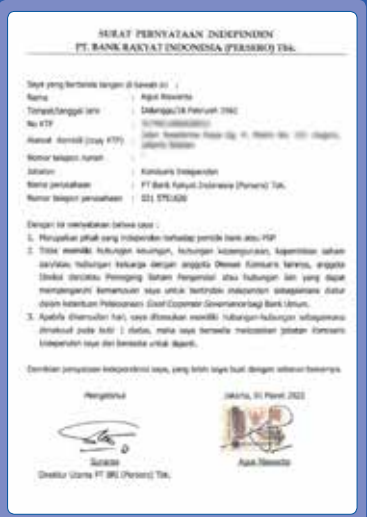 SURAT PERNYATAAN INDEPENDEN
PT. BANK RAKYAT INDONESIA (PERSERO) Tbk.
Saya yang bertanda tangan di bawah ini :
Nama : Agus Riswanto
Tempat/tanggal lahir : 16 Februari 1962
No KTP :
Alamat domisili (copy KTP) :
Jakarta Selatan
Nomor telepon rumah :
Jabatan : Komisaris Independen
Nama perusahaan : PT Bank Rakyat Indonesia (Persero) Tbk.
Nomor telepon perusahaan : 021
Dengan ini menyatakan bahwa saya :
1. Merupakan pihak yang independen terhadap pemilik bank atau PSP
2. Tidak memiliki hubungan keuangan, hubungan kepengurusan, kepemilikan saham
dan/atau hubungan keluarga dengan anggota Dewan Komisaris lainnya, anggota
Direksi dan/atau Pemegang Saham Pengendali atau hubungan lain yang dapat
mempengaruhi kemampuan saya untuk bertindak independen sebagaimana diatur
dalam ketentuan Pelaksanaan Good Corporate Governance bagi Bank Umum.
3. Apabila dikemudian hari, saya ditemukan memiliki hubungan-hubungan sebagaimana
dimaksud pada butir 2 diatas, maka saya bersedia melepaskan jabatan Komisaris
Independen saya dan bersedia untuk diganti.
Demikian pernyataan independensi saya, yang telah saya buat dengan sebenar-benarnya.
Mengetahui
Jakarta, 01 Maret 2022
Sunarso
Agus Riswanto
Direktur Utama PT BRI (Persero) Tbk.